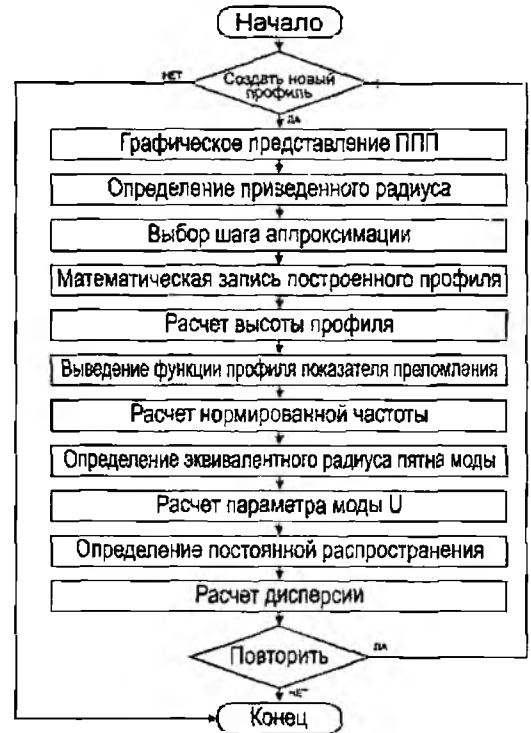 Начало
НЕТ
Создать новый
профиль
ДА
Графическое представление ППП
Определение приведенного радиуса
Выбор шага аппроксимации
Математическая запись построенного профиля
Расчет высоты профиля
Выведение функции профиля показателя преломления
Расчет нормированной частоты
Определение эквивалентного радиуса пятна моды
Расчет параметра моды U
Определение постоянной распространения
Расчет дисперсии
Повторить
ДА
НЕТ
Конец